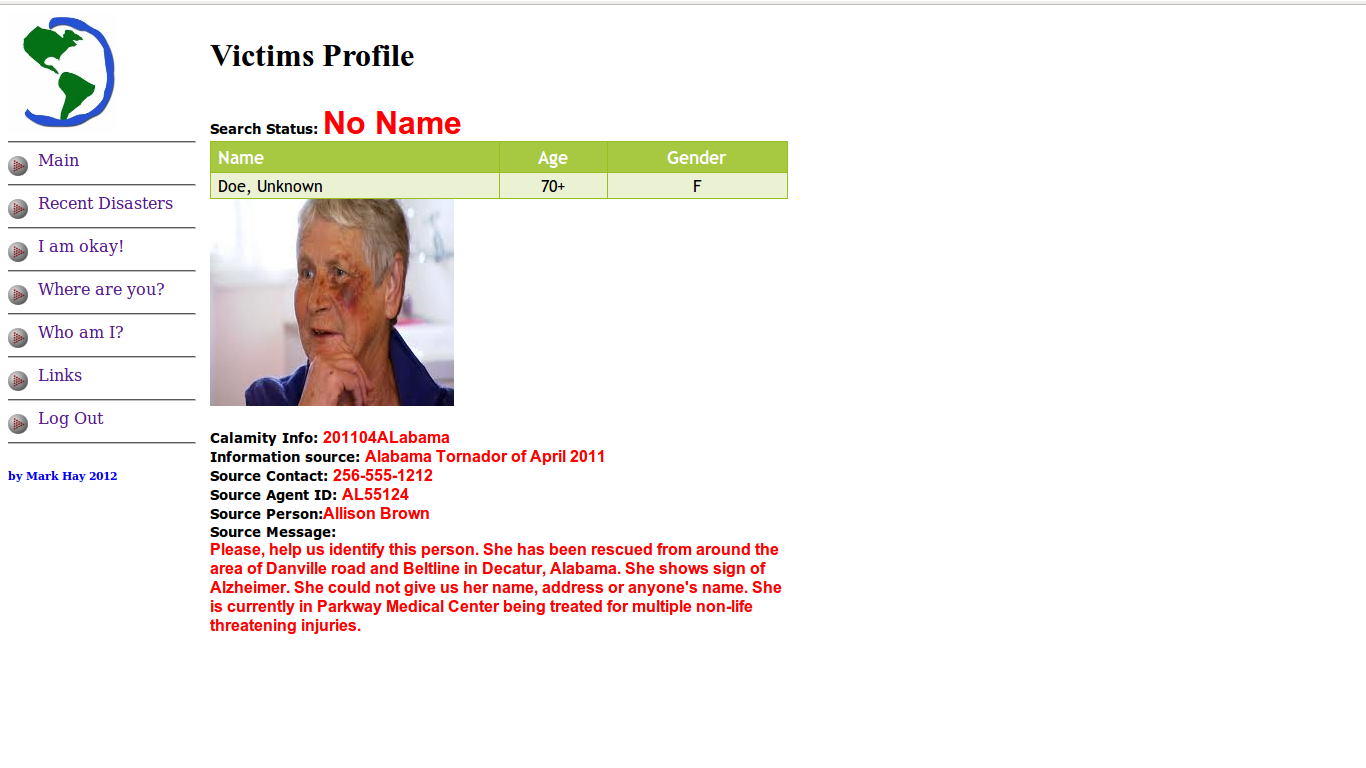 Victims Profile
Search Status: No Name
Name Age Gender
Doe, Unknown 70+ F
Main
Recent Disasters
I am okay!
Where are you?
Who am I?
Links
Log Out
by Mark Hay 2012
Calamity Info: 201104ALabama
Information source: Alabama Tornador of April 2011
Source Contact: 256-555-1212
Source Agent ID: AL55124
Source Person:Allison Brown
Source Message:
Please, help us identify this person. She has been rescued from around the
area of Danville road and Beltline in Decatur, Alabama. She shows sign of
Alzheimer. She could not give us her name, address or anyone's name. She
is currently in Parkway Medical Center being treated for multiple non-life
threatening injuries.